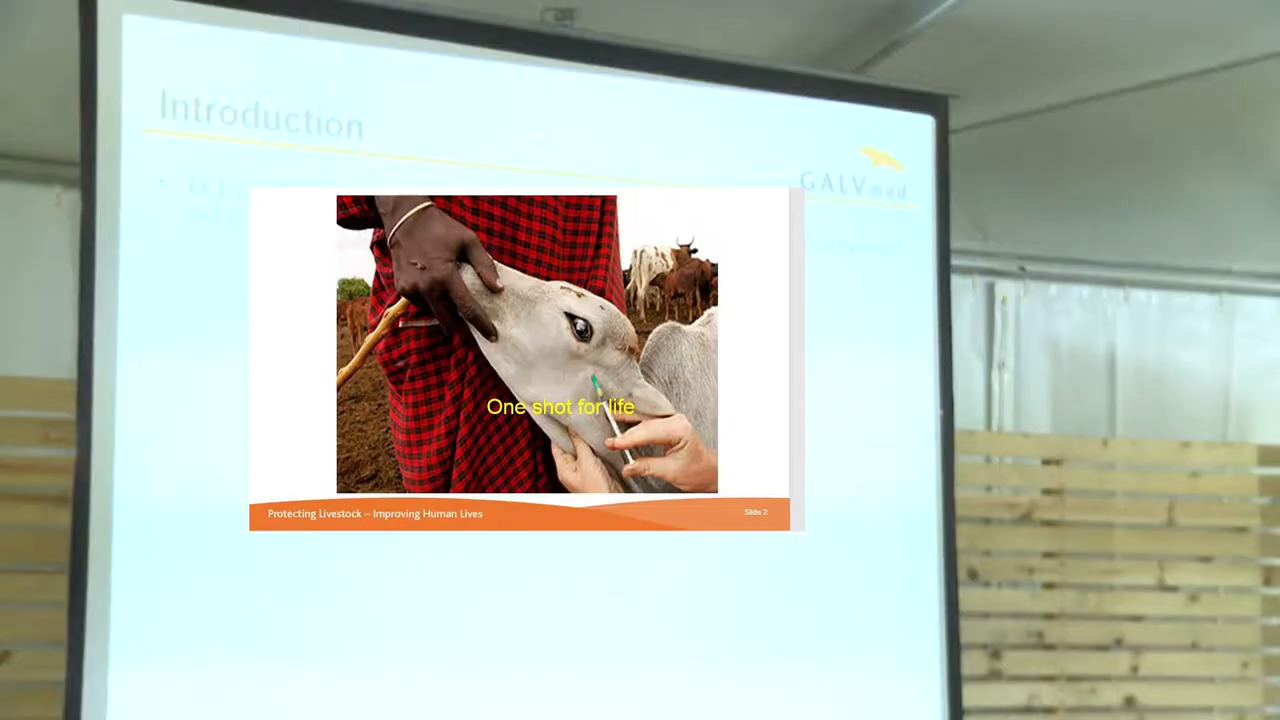 Introduction
GALVmed
One shot for life
Protecting Livestock – Improving Human Lives
Slide 2